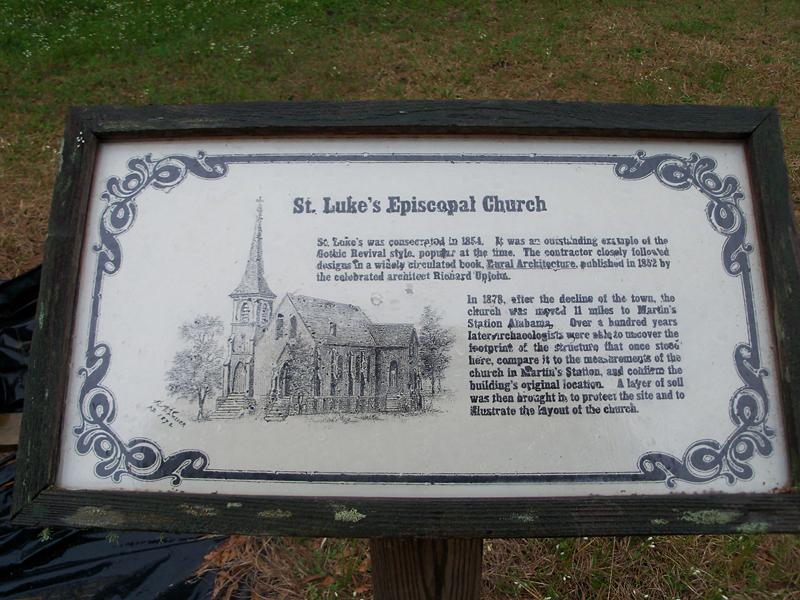 St. Luke's Episcopal Church
St. Luke's was consecrated in 1854. It was an outstanding example of the
Gothic Revival style, popular at the time. The contractor closely followed
designs in a widely circulated book, Rural Architecture, published in 1852 by
the celebrated architect Richard Upjohn.
In 1878, after the decline of the town, the
church was moved 11 miles to Martin's
Station Alabama. Over a hundred years
later archaeologists were able to uncover the
footprint of the structure that once stood
here, compare it to the measurements of the
church in Martin's Station, and confirm the
building's original location. A layer of soil
was then brought in to protect the site and to
illustrate the layout of the church.